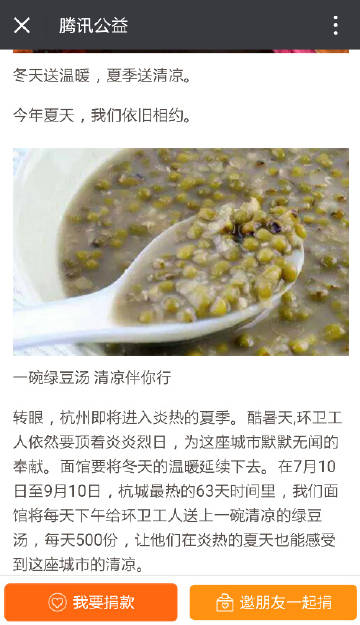 腾讯公益
冬天送温暖，夏季送清凉。
今年夏天，我们依旧相约。
一碗绿豆汤 清凉伴你行
转眼，杭州即将进入炎热的夏季。酷暑天,环卫工
人依然要顶着炎炎烈日，为这座城市默默无闻的
奉献。面馆要将冬天的温暖延续下去。在7月10
日至9月10日，杭城最热的63天时间里，我们面
馆将每天下午给环卫工人送上一碗清凉的绿豆
汤，每天500份，让他们在炎热的夏天也能感受
到这座城市的清凉。
我要捐款
邀朋友一起捐